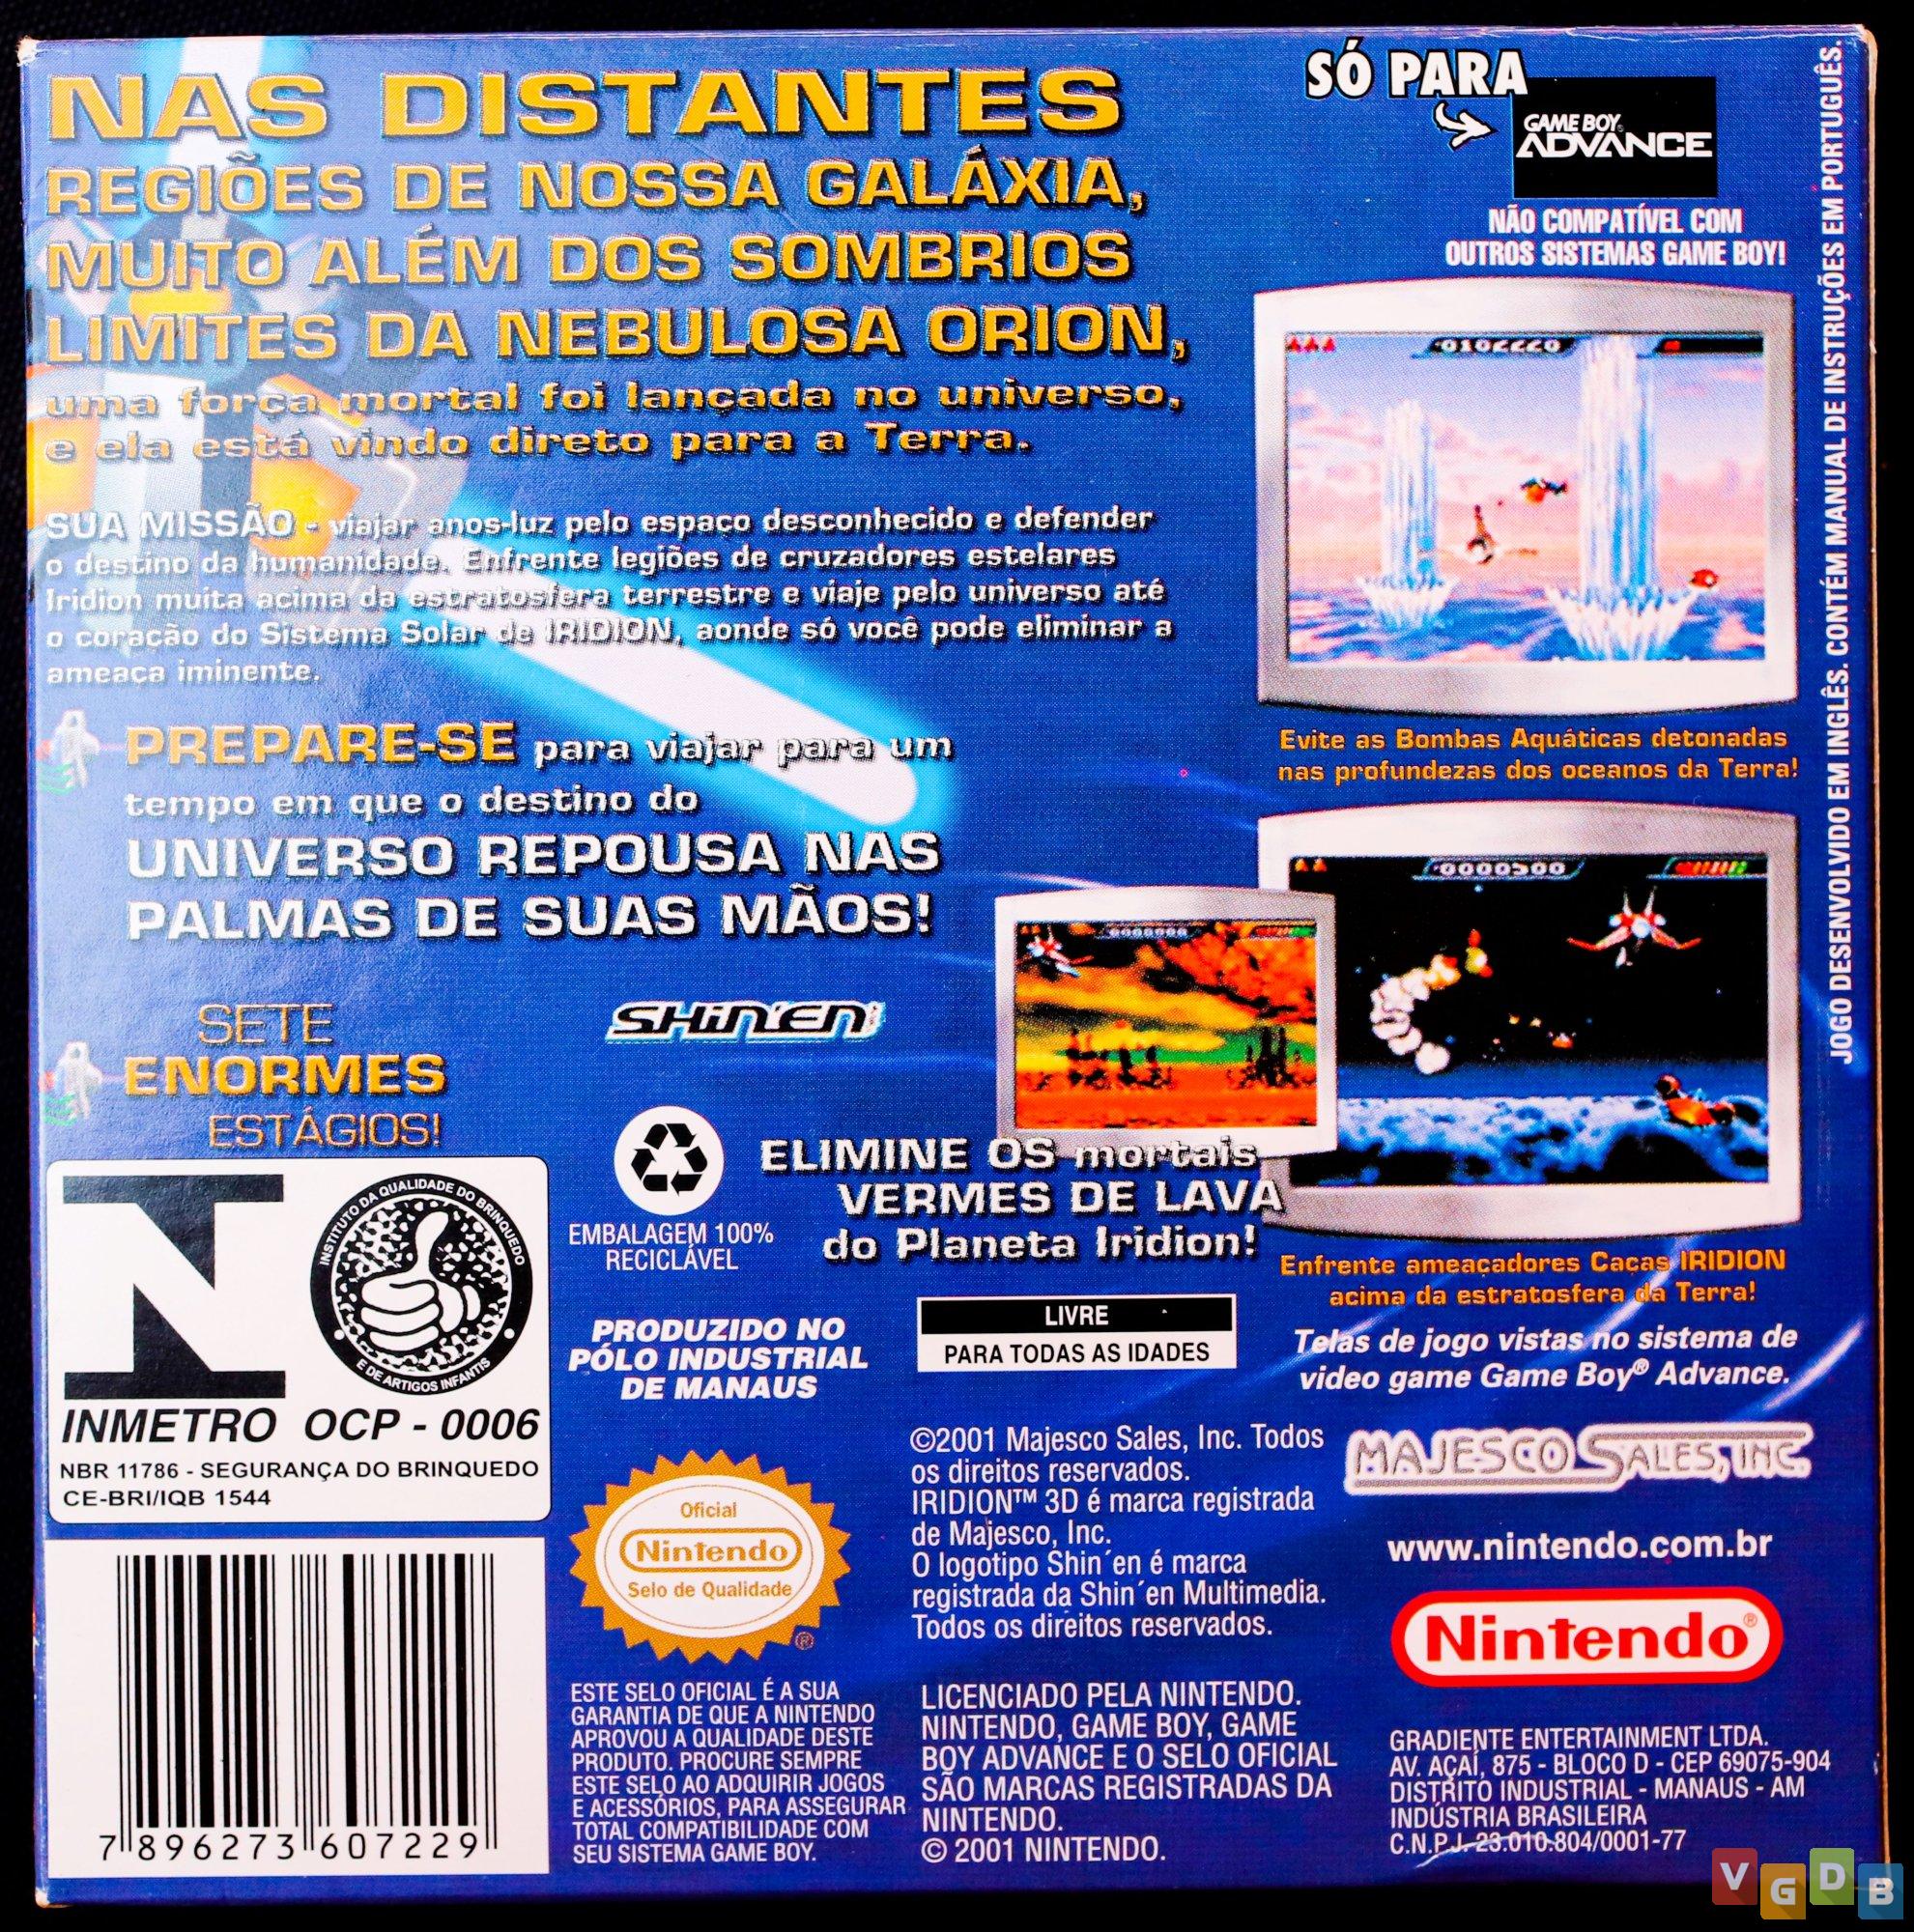 NAS DISTANTES
REGIÕES DE NOSSA GALÁXIA,
MUITO ALÉM DOS SOMBRIOS
LIMITES DA NEBULOSA ORION,
uma força mortal foi lançada no universo,
e ela está vindo direto para a Terra.
SUA MISSÃO - viajar anos-luz pelo espaço desconhecido e defender
o destino da humanidade. Enfrente legiões de cruzadores estelares
Iridion muita acima da estratosfera terrestre e viaje pelo universo até
o coração do Sistema Solar de IRIDION, aonde só você pode eliminar a
ameaça iminente.
PREPARE-SE para viajar para um
tempo em que o destino do
UNIVERSO REPOUSA NAS
PALMAS DE SUAS MÃOS!
SETE
ENORMES
ESTÁGIOS!
SHIN'EN
SÓ PARA
GAME BOY
ADVANCE
NÃO COMPATÍVEL COM
OUTROS SISTEMAS GAME BOY!
0102220
Evite as Bombas Aquáticas detonadas
nas profundezas dos oceanos da Terra!
0000500
ELIMINE OS mortais
VERMES DE LAVA
do Planeta Iridion!
Enfrente ameaçadores Caças IRIDION
acima da estratosfera da Terra!
Telas de jogo vistas no sistema de
video game Game Boy® Advance.
JOGO DESENVOLVIDO EM INGLÊS. CONTÉM MANUAL DE INSTRUÇÕES EM PORTUGUÊS.
INSTITUTO DA QUALIDADE DO BRINQUEDO
E DE ARTIGOS INFANTIS
INMETRO OCP - 0006
NBR 11786 - SEGURANÇA DO BRINQUEDO
CE-BRI/IQB 1544
7 896273 607229
EMBALAGEM 100%
RECICLÁVEL
PRODUZIDO NO
PÓLO INDUSTRIAL
DE MANAUS
LIVRE
PARA TODAS AS IDADES
Oficial
Nintendo
Selo de Qualidade
®
ESTE SELO OFICIAL É A SUA
GARANTIA DE QUE A NINTENDO
APROVOU A QUALIDADE DESTE
PRODUTO. PROCURE SEMPRE
ESTE SELO AO ADQUIRIR JOGOS
E ACESSÓRIOS, PARA ASSEGURAR
TOTAL COMPATIBILIDADE COM
SEU SISTEMA GAME BOY.
©2001 Majesco Sales, Inc. Todos
os direitos reservados.
IRIDION™ 3D é marca registrada
de Majesco, Inc.
O logotipo Shin´en é marca
registrada da Shin´en Multimedia.
Todos os direitos reservados.
LICENCIADO PELA NINTENDO.
NINTENDO, GAME BOY, GAME
BOY ADVANCE E O SELO OFICIAL
SÃO MARCAS REGISTRADAS DA
NINTENDO.
© 2001 NINTENDO.
MAJESCO SALES, INC.
www.nintendo.com.br
Nintendo®
GRADIENTE ENTERTAINMENT LTDA.
AV. AÇAÍ, 875 - BLOCO D - CEP 69075-904
DISTRITO INDUSTRIAL - MANAUS - AM
INDÚSTRIA BRASILEIRA
C.N.P.J. 23.010.804/0001-77
VGDB